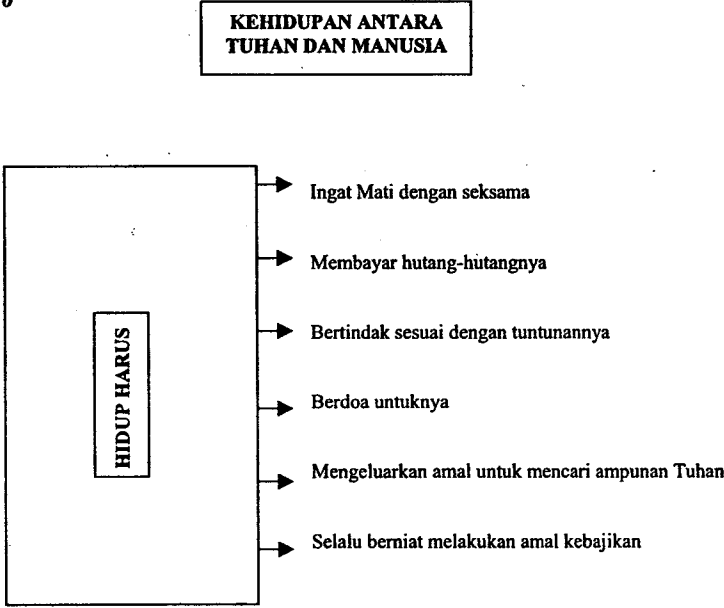 KEHIDUPAN ANTARA
TUHAN DAN MANUSIA
Ingat Mati dengan seksama
Membayar hutang-hutangnya
Bertindak sesuai dengan tuntunannya
HIDUP HARUS
Berdoa untuknya
Mengeluarkan amal untuk mencari ampunan Tuhan
Selalu berniat melakukan amal kebajikan